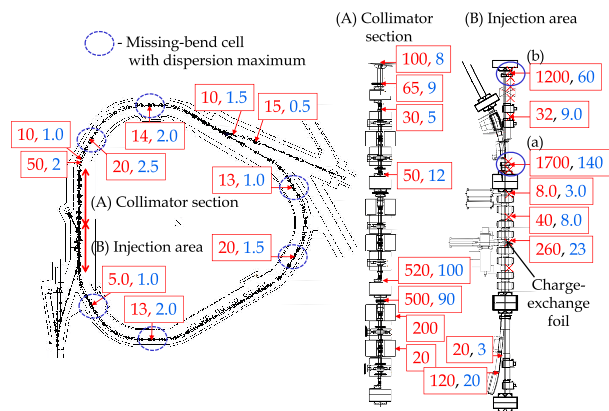 - Missing-bend cell
with dispersion maximum
10, 1.5
15, 0.5
10, 1.0
50, 2
14, 2.0
20, 2.5
13, 1.0
(A) Collimator section
(B) Injection area
20, 1.5
5.0, 1.0
13, 2.0
(A) Collimator
section
100, 8
65, 9
30, 5
50, 12
520, 100
500, 90
200
20
(B) Injection area
(b)
1200, 60
32, 9.0
(a)
1700, 140
8.0, 3.0
40, 8.0
260, 23
Charge-
exchange
foil
20, 3
120, 20